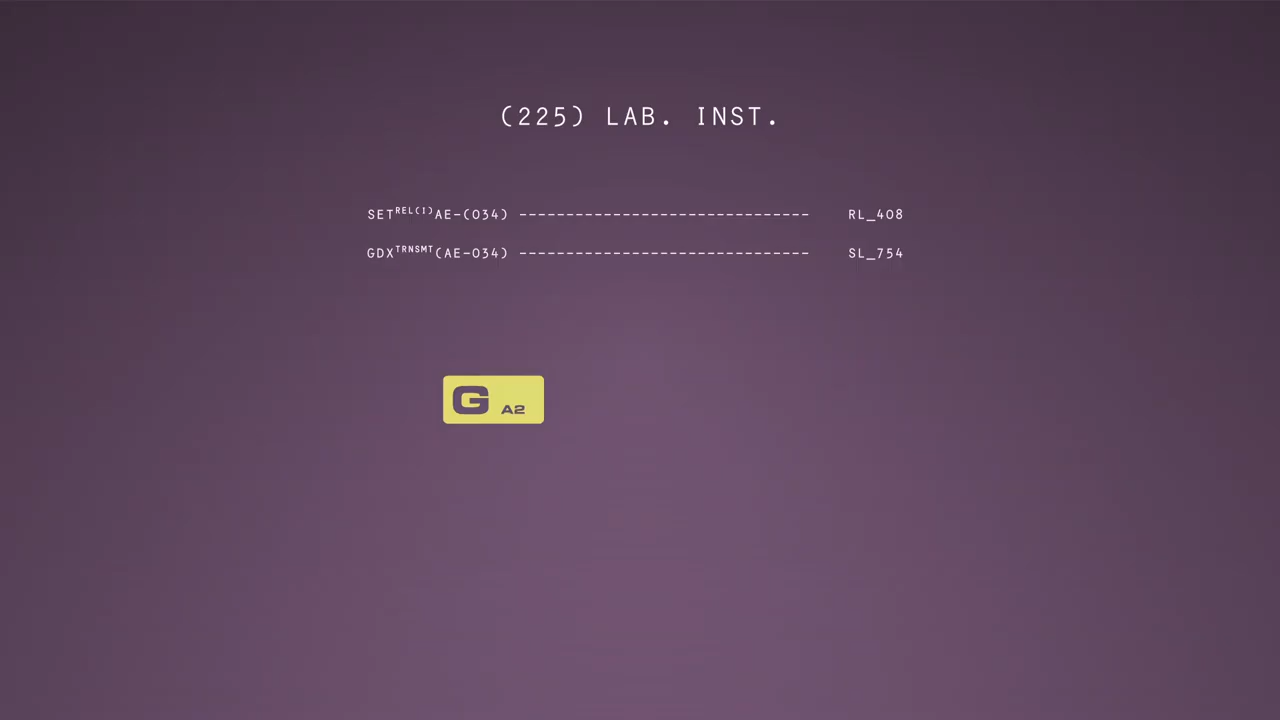 (225) LAB. INST.
SETREL(I)AE-(034) ------------------------------- RL_408
GDXTRNSMT(AE-034) ------------------------------- SL_754
G A2